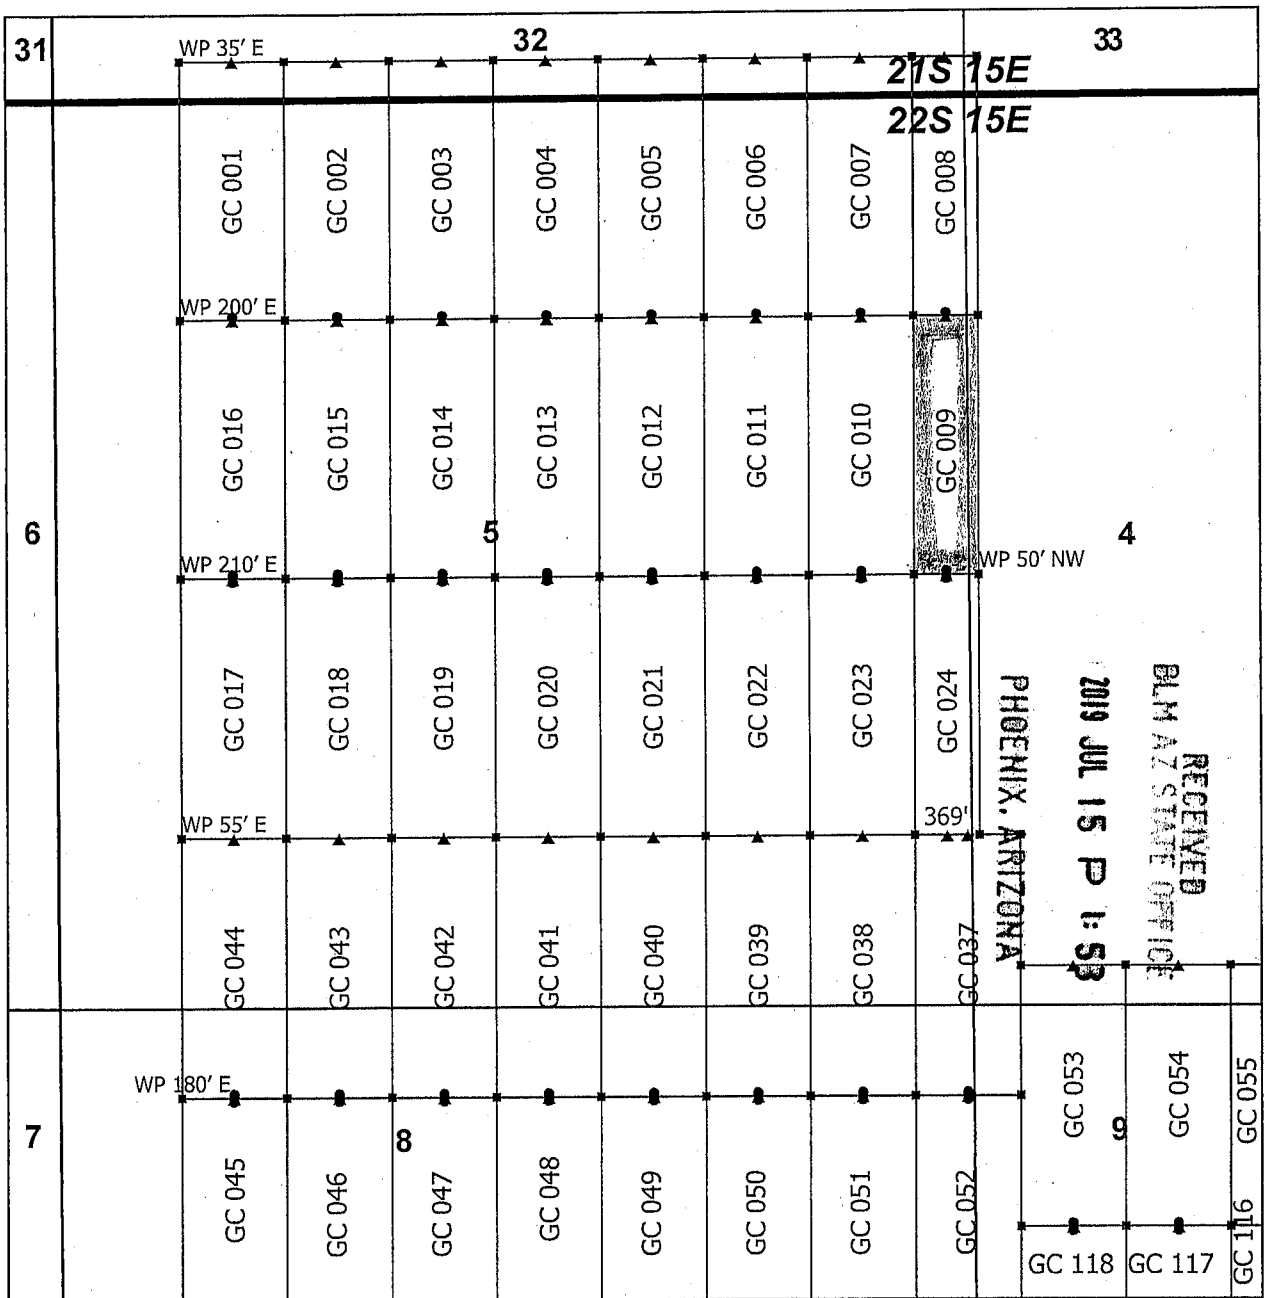 31
32
33
WP 35' E
21S 15E
22S 15E
GC 001
GC 002
GC 003
GC 004
GC 005
GC 006
GC 007
GC 008
WP 200' E
GC 016
GC 015
GC 014
GC 013
GC 012
GC 011
GC 010
GC 009
6
5
4
WP 210' E
WP 50' NW
GC 017
GC 018
GC 019
GC 020
GC 021
GC 022
GC 023
GC 024
RECEIVED
BLM AZ STATE OFFICE
2019 JUL 15 P 1:53
PHOENIX, ARIZONA
WP 55' E
369'
GC 044
GC 043
GC 042
GC 041
GC 040
GC 039
GC 038
GC 037
WP 180' E
GC 053
GC 054
GC 055
7
8
9
GC 045
GC 046
GC 047
GC 048
GC 049
GC 050
GC 051
GC 052
GC 118
GC 117
GC 116